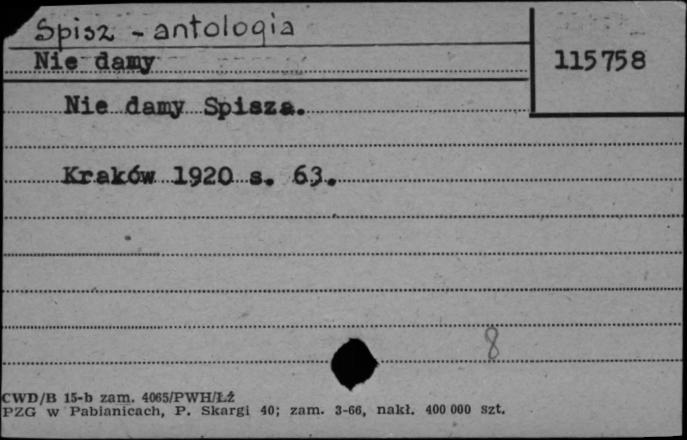 Spisz - antologia
Nie damy
115758
Nie damy Spisza.
Kraków 1920 s. 63.
8
CWD/B 15-b zam. 4065/PWH/ŁŻ
PZG w Pabianicach, P. Skargi 40; zam. 3-66, nakł. 400 000 szt.